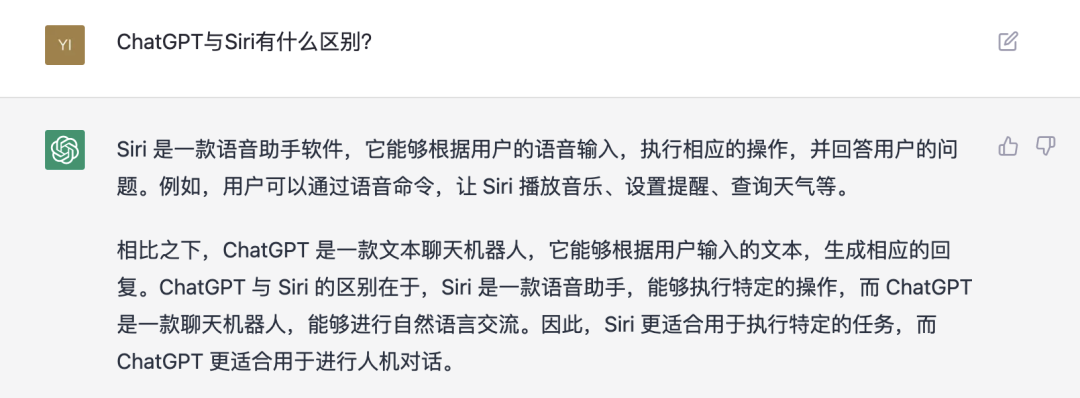 YI
ChatGPT与Siri有什么区别?
Siri 是一款语音助手软件，它能够根据用户的语音输入，执行相应的操作，并回答用户的问
题。例如，用户可以通过语音命令，让 Siri 播放音乐、设置提醒、查询天气等。
相比之下，ChatGPT 是一款文本聊天机器人，它能够根据用户输入的文本，生成相应的回
复。ChatGPT 与 Siri 的区别在于，Siri 是一款语音助手，能够执行特定的操作，而 ChatGPT
是一款聊天机器人，能够进行自然语言交流。因此，Siri 更适合用于执行特定的任务，而
ChatGPT 更适合用于进行人机对话。